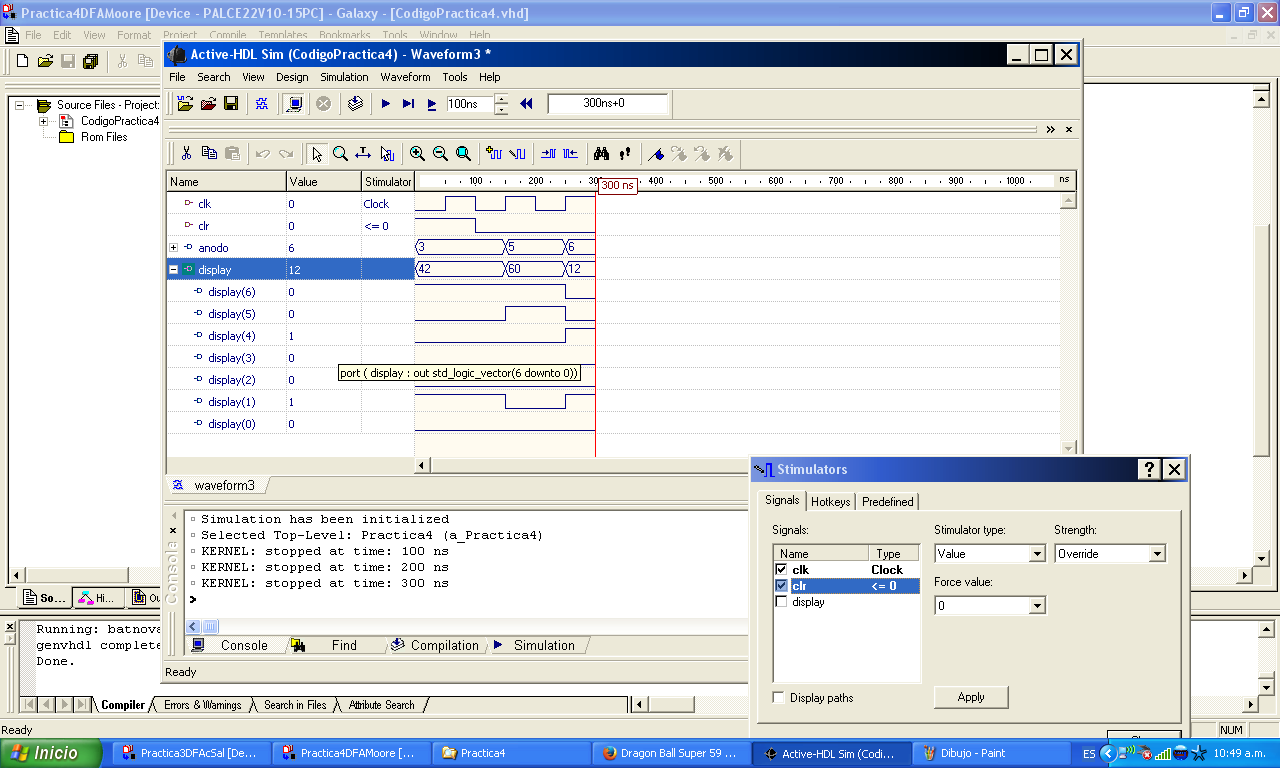 Practica4DFAMoore [Device - PALCE22V10-15PC] - Galaxy - [CodigoPractica4.vhd]
File Edit View Format Project Compile Templates Bookmarks Tools Window Help
Active-HDL Sim (CodigoPractica4) - Waveform3 *
File Search View Design Simulation Waveform Tools Help
100ns 300ns+0
Source Files - Project
CodigoPractica4
Rom Files
Name Value Stimulator 100 200 300 400 500 600 700 800 900 1000 ns
300 ns
clk 0 Clock
clr 0 <= 0
anodo 6 3 5 6
display 12 42 60 12
display(6) 0
display(5) 0
display(4) 1
display(3) 0
port ( display : out std_logic_vector(6 downto 0))
display(2) 0
display(1) 1
display(0) 0
waveform3
Console
Simulation has been initialized
Selected Top-Level: Practica4 (a_Practica4)
KERNEL: stopped at time: 100 ns
KERNEL: stopped at time: 200 ns
KERNEL: stopped at time: 300 ns
>
Console Find Compilation Simulation
Ready
Stimulators
Signals Hotkeys Predefined
Signals: Stimulator type: Strength:
Name Type Value Override
clk Clock
clr <= 0 Force value:
display 0
Display paths Apply
So... Hi... Ou
Running: batnova
genvhdl complete
Done.
Compiler Errors & Warnings Search in Files Attribute Search
Ready NUM
Inicio Practica3DFAcSal [De... Practica4DFAMoore [... Practica4 Dragon Ball Super 59 ... Active-HDL Sim (Codi... Dibujo - Paint ES 10:49 a.m.